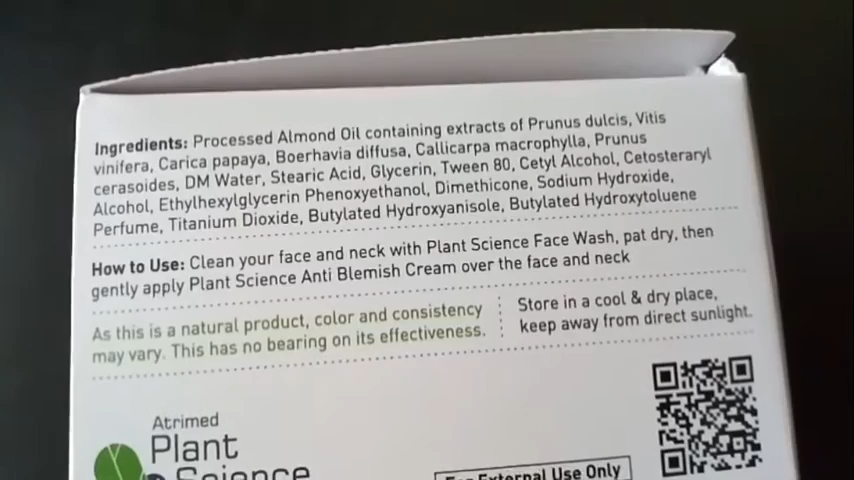 Ingredients: Processed Almond Oil containing extracts of Prunus dulcis, Vitis
vinifera, Carica papaya, Boerhavia diffusa, Callicarpa macrophylla, Prunus
cerasoides, DM Water, Stearic Acid, Glycerin, Tween 80, Cetyl Alcohol, Cetosteraryl
Alcohol, Ethylhexylglycerin Phenoxyethanol, Dimethicone, Sodium Hydroxide,
Perfume, Titanium Dioxide, Butylated Hydroxyanisole, Butylated Hydroxytoluene
How to Use: Clean your face and neck with Plant Science Face Wash, pat dry, then
gently apply Plant Science Anti Blemish Cream over the face and neck
As this is a natural product, color and consistency
may vary. This has no bearing on its effectiveness.
Store in a cool & dry place,
keep away from direct sunlight.
Atrimed
Plant
Science
For External Use Only